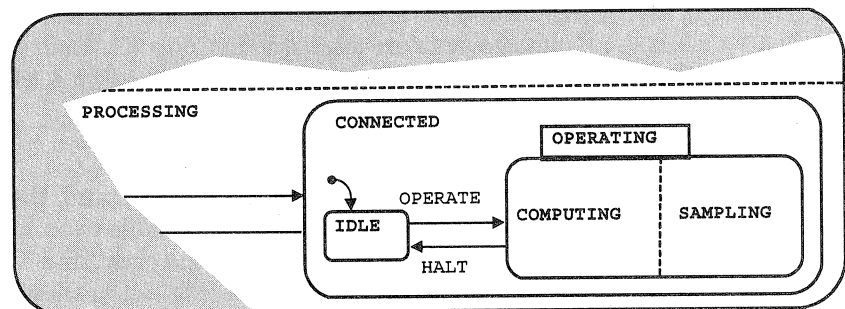 PROCESSING
CONNECTED
OPERATING
OPERATE
IDLE
COMPUTING
SAMPLING
HALT